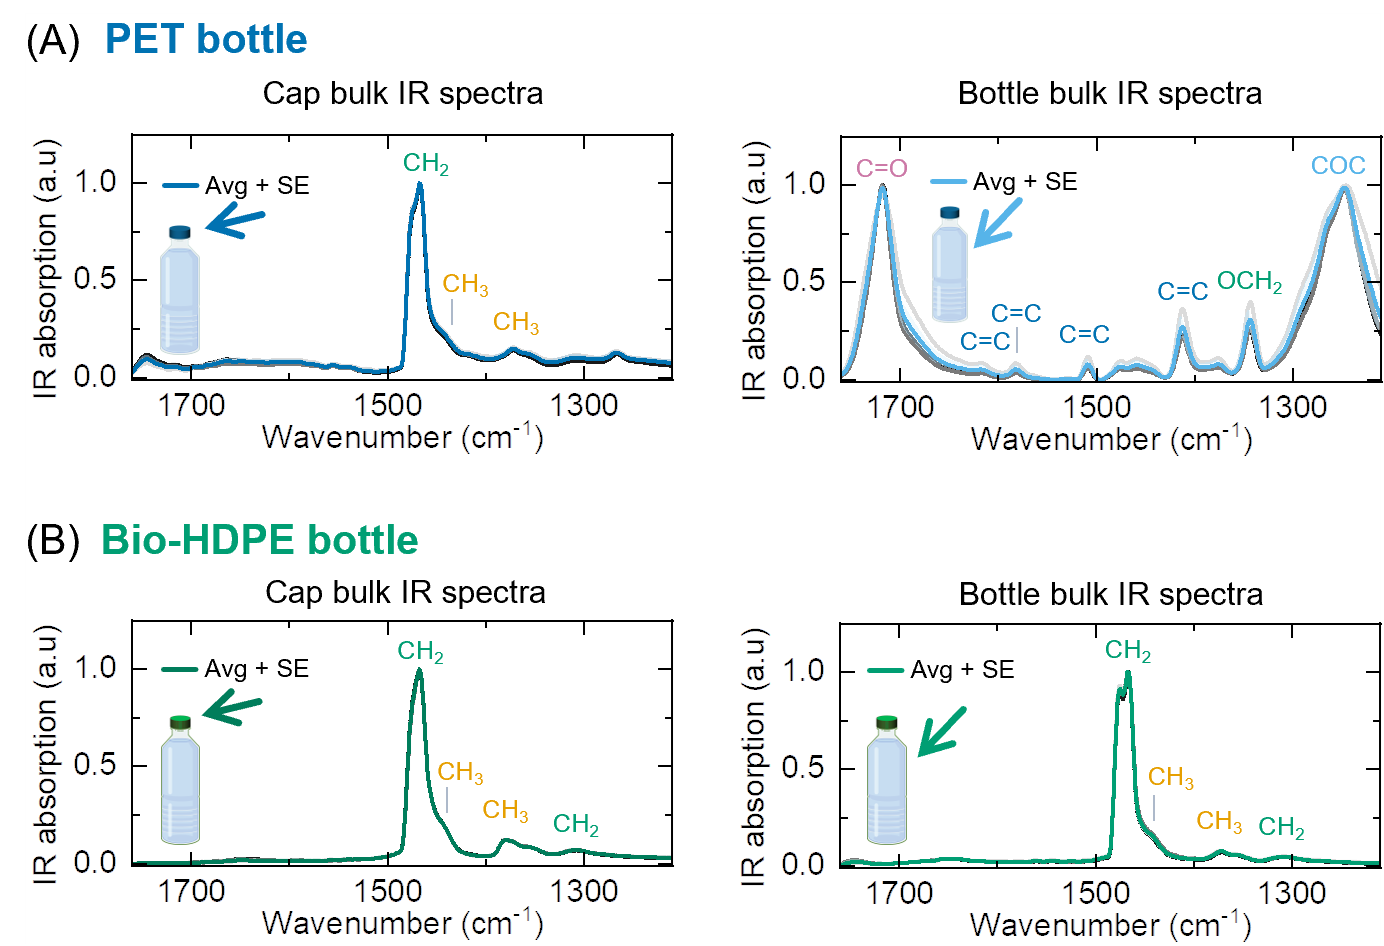 (A) PET bottle
Cap bulk IR spectra
IR absorption (a.u)
1.0
0.5
0.0
Avg + SE
CH2
CH3
CH3
1700 1500 1300
Wavenumber (cm-1)
Bottle bulk IR spectra
IR absorption (a.u)
1.0
0.5
0.0
C=O
Avg + SE
COC
C=C
C=C
C=C
C=C
OCH2
1700 1500 1300
Wavenumber (cm-1)
(B) Bio-HDPE bottle
Cap bulk IR spectra
IR absorption (a.u)
1.0
0.5
0.0
Avg + SE
CH2
CH3
CH3
CH2
1700 1500 1300
Wavenumber (cm-1)
Bottle bulk IR spectra
IR absorption (a.u)
1.0
0.5
0.0
Avg + SE
CH2
CH3
CH3
CH2
1700 1500 1300
Wavenumber (cm-1)